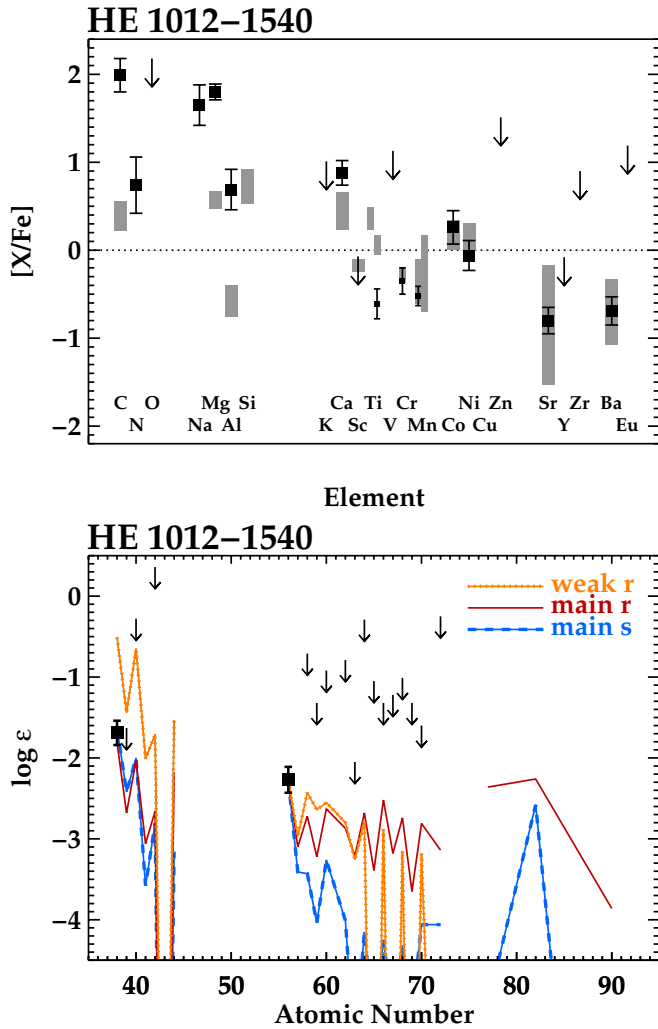 HE 1012−1540
2
1
0
−1
−2
[X/Fe]
C O Mg Si Ca Ti Cr Ni Zn Sr Zr Ba
N Na Al K Sc V Mn Co Cu Y Eu
Element
HE 1012−1540
weak r
main r
main s
0
−1
−2
−3
−4
log ε
40 50 60 70 80 90
Atomic Number